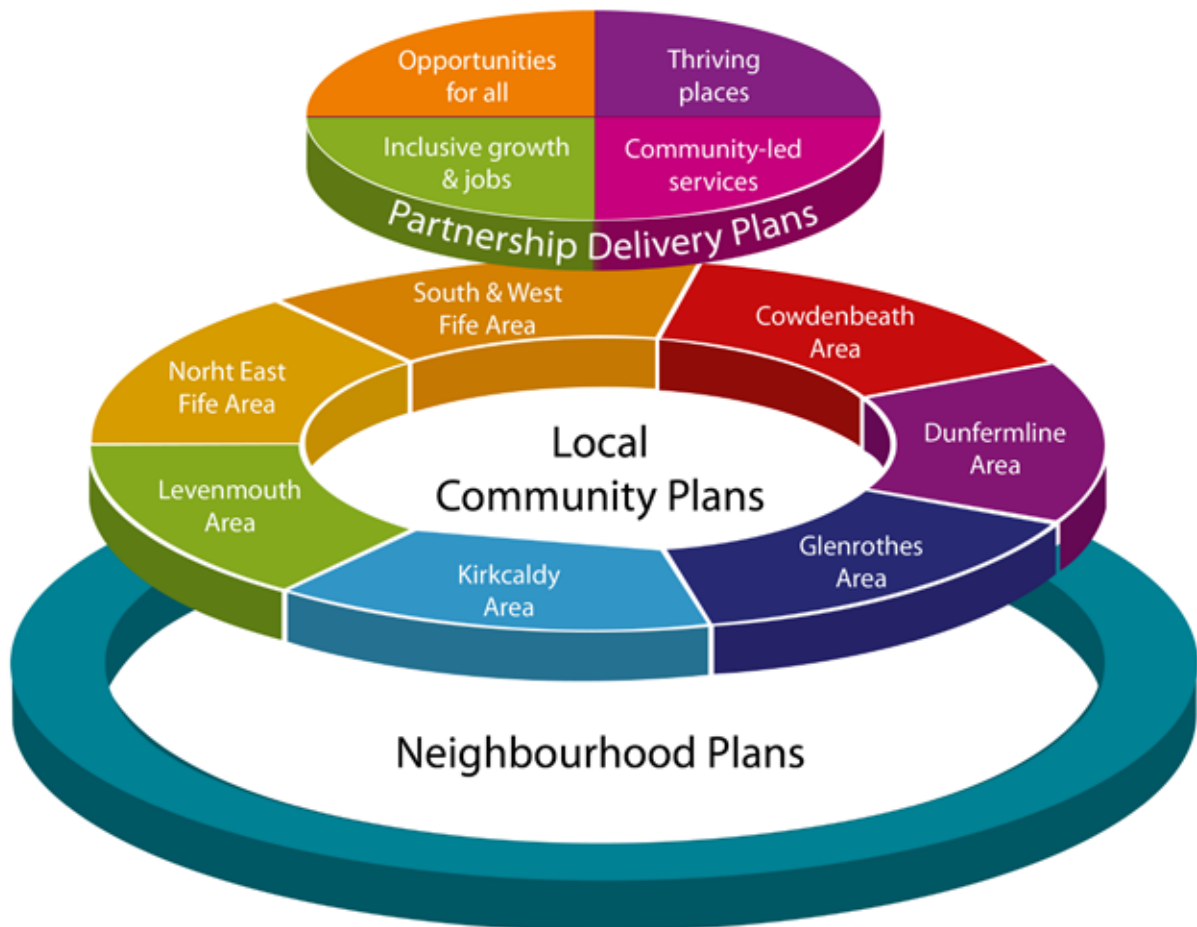 Opportunities
for all
Thriving
places
Inclusive growth
& jobs
Community-led
services
Partnership Delivery Plans
South & West
Fife Area
Cowdenbeath
Area
Norht East
Fife Area
Dunfermline
Area
Local
Community Plans
Levenmouth
Area
Glenrothes
Area
Kirkcaldy
Area
Neighbourhood Plans